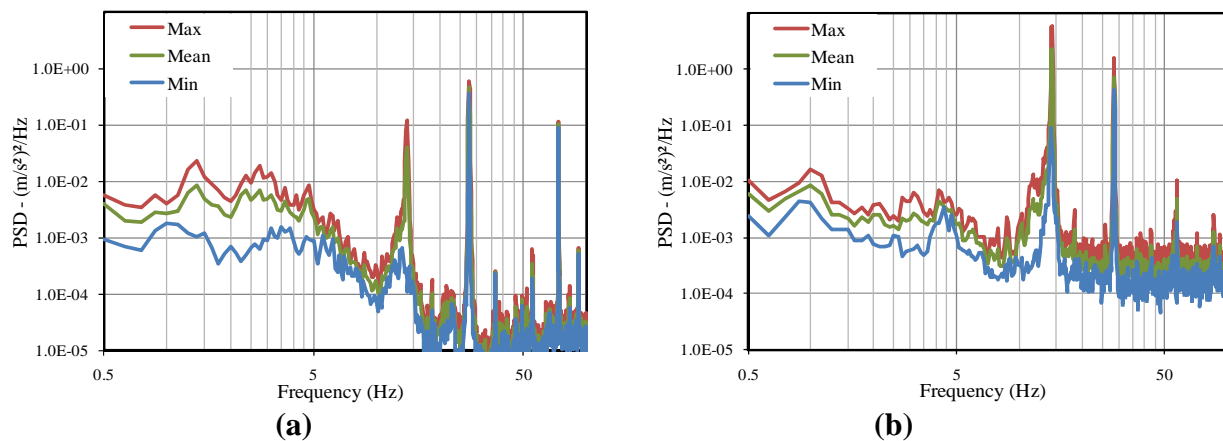 Max
Mean
Min
1.0E+00
1.0E-01
1.0E-02
1.0E-03
1.0E-04
1.0E-05
PSD - (m/s²)²/Hz
0.5
5
50
Frequency (Hz)
(a)
Max
Mean
Min
1.0E+00
1.0E-01
1.0E-02
1.0E-03
1.0E-04
1.0E-05
PSD - (m/s²)²/Hz
0.5
5
50
Frequency (Hz)
(b)